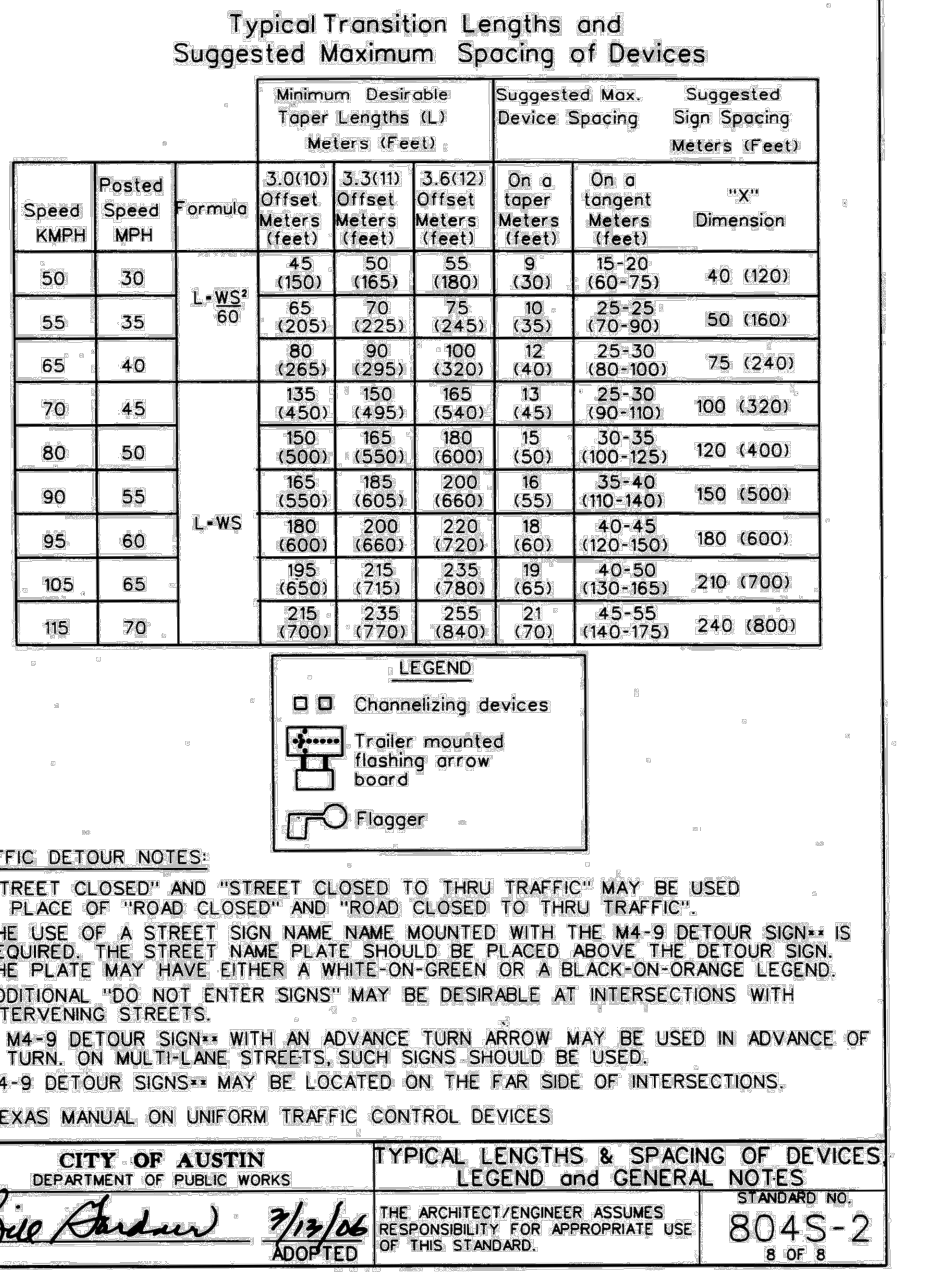 Typical Transition Lengths and
Suggested Maximum Spacing of Devices
Minimum Desirable
Taper Lengths (L)
Meters (Feet)
Suggested Max.
Device Spacing
Suggested
Sign Spacing
Meters (Feet)
Speed
KMPH
Posted
Speed
MPH
Formula
3.0(10)
Offset
Meters
(feet)
3.3(11)
Offset
Meters
(feet)
3.6(12)
Offset
Meters
(feet)
On a
taper
Meters
(feet)
On a
tangent
Meters
(feet)
"X"
Dimension
L=WS²
60
50 30 45 (150) 50 (165) 55 (180) 9 (30) 15-20 (60-75) 40 (120)
55 35 65 (205) 70 (225) 75 (245) 10 (35) 25-25 (70-90) 50 (160)
65 40 80 (265) 90 (295) 100 (320) 12 (40) 25-30 (80-100) 75 (240)
L=WS
70 45 135 (450) 150 (495) 165 (540) 13 (45) 25-30 (90-110) 100 (320)
80 50 150 (500) 165 (550) 180 (600) 15 (50) 30-35 (100-125) 120 (400)
90 55 165 (550) 185 (605) 200 (660) 16 (55) 35-40 (110-140) 150 (500)
95 60 180 (600) 200 (660) 220 (720) 18 (60) 40-45 (120-150) 180 (600)
105 65 195 (650) 215 (715) 235 (780) 19 (65) 40-50 (130-165) 210 (700)
115 70 215 (700) 235 (770) 255 (840) 21 (70) 45-55 (140-175) 240 (800)
LEGEND
Channelizing devices
Trailer mounted
flashing arrow
board
Flagger
FFIC DETOUR NOTES:
TREET CLOSED" AND "STREET CLOSED TO THRU TRAFFIC" MAY BE USED
PLACE OF "ROAD CLOSED" AND "ROAD CLOSED TO THRU TRAFFIC".
HE USE OF A STREET SIGN NAME NAME MOUNTED WITH THE M4-9 DETOUR SIGN** IS
EQUIRED. THE STREET NAME PLATE SHOULD BE PLACED ABOVE THE DETOUR SIGN.
HE PLATE MAY HAVE EITHER A WHITE-ON-GREEN OR A BLACK-ON-ORANGE LEGEND.
DDITIONAL "DO NOT ENTER SIGNS" MAY BE DESIRABLE AT INTERSECTIONS WITH
TERVENING STREETS.
M4-9 DETOUR SIGN** WITH AN ADVANCE TURN ARROW MAY BE USED IN ADVANCE OF
TURN. ON MULTI-LANE STREETS, SUCH SIGNS SHOULD BE USED.
4-9 DETOUR SIGNS** MAY BE LOCATED ON THE FAR SIDE OF INTERSECTIONS.
EXAS MANUAL ON UNIFORM TRAFFIC CONTROL DEVICES
CITY OF AUSTIN
DEPARTMENT OF PUBLIC WORKS
TYPICAL LENGTHS & SPACING OF DEVICES,
LEGEND and GENERAL NOTES
Gardner
ADOPTED
THE ARCHITECT/ENGINEER ASSUMES
RESPONSIBILITY FOR APPROPRIATE USE
OF THIS STANDARD.
STANDARD NO.
804S-2
8 OF 8